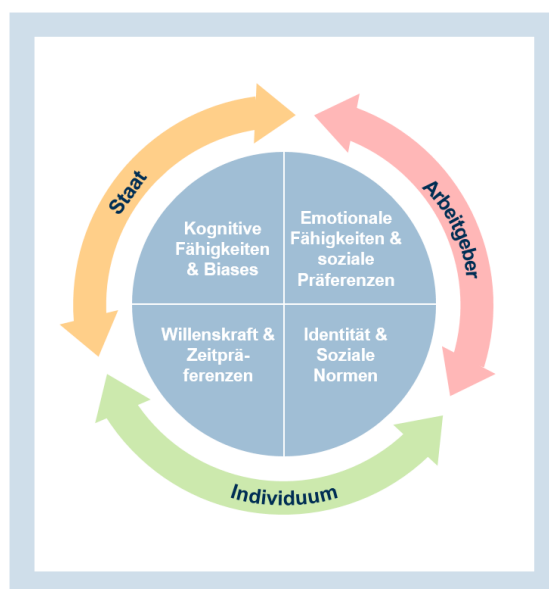 Staat
Arbeitgeber
Kognitive
Fähigkeiten
& Biases
Emotionale
Fähigkeiten &
soziale
Präferenzen
Willenskraft &
Zeitprä-
ferenzen
Identität &
Soziale
Normen
Individuum